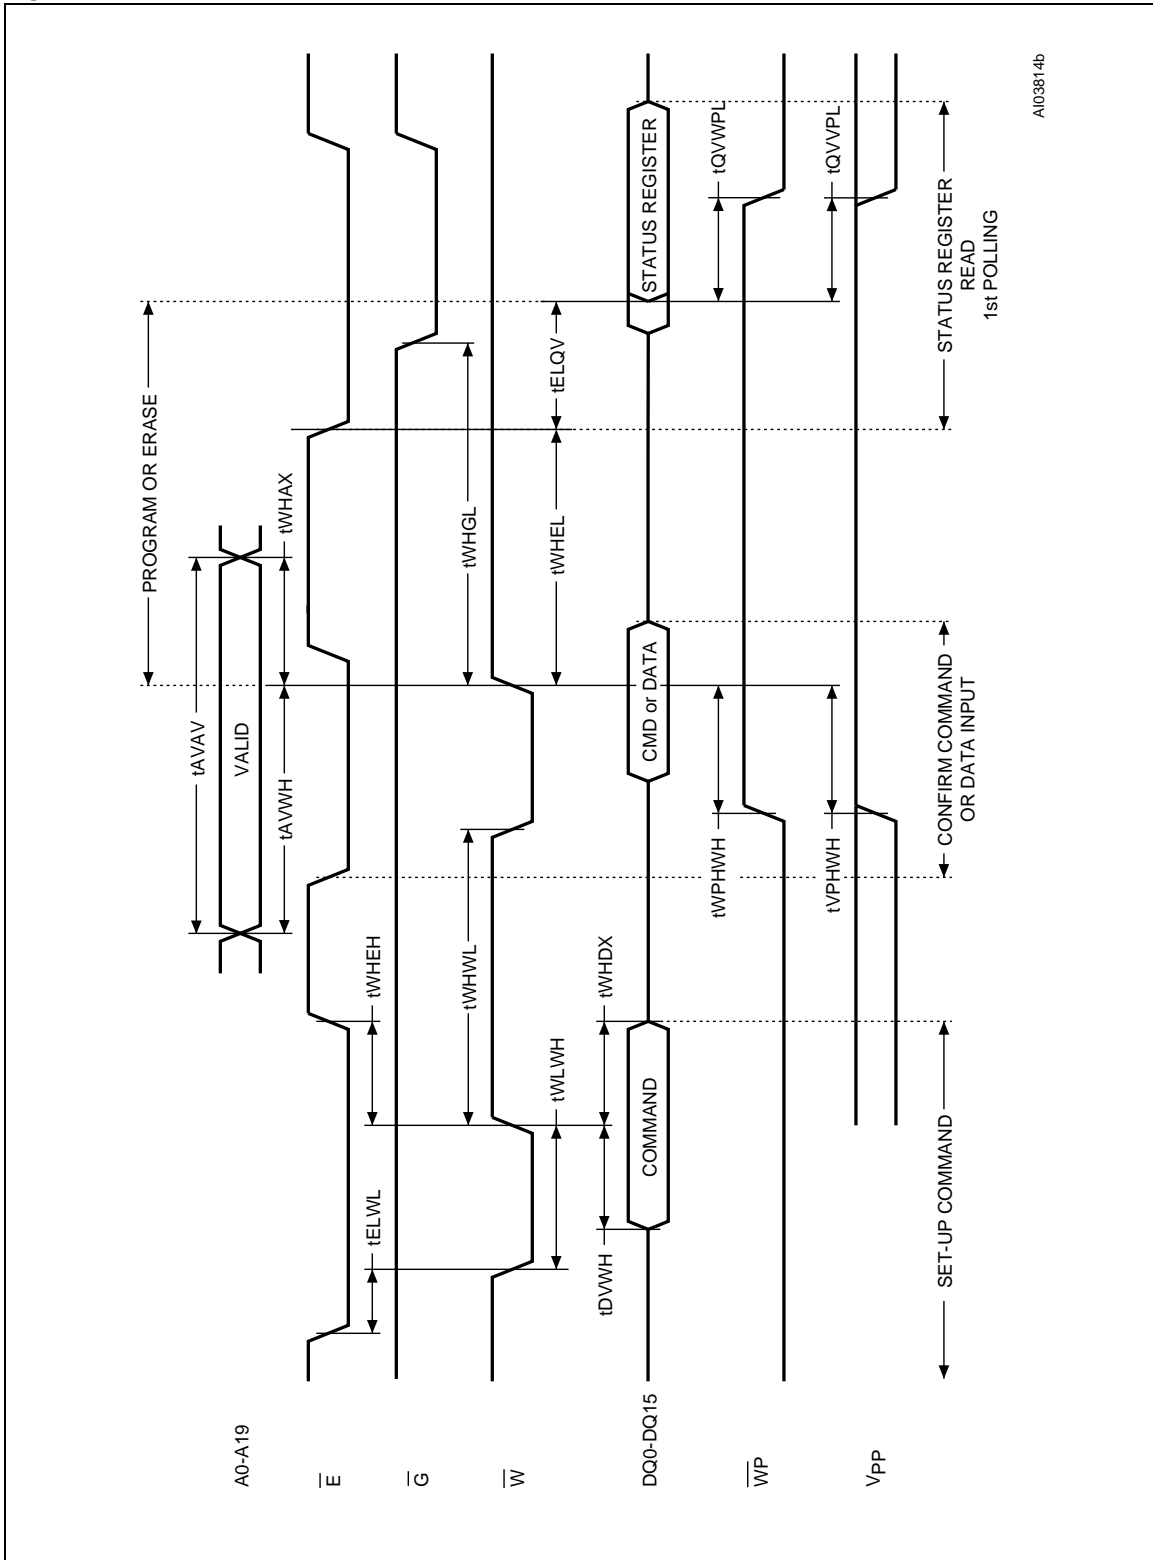 PROGRAM OR ERASE
tAVAV
A0-A19
VALID
tAVWH
tWHAX
E
tELWL
tWHEH
G
tWHWL
tWHGL
W
tWLWH
tWHEL
tELQV
tDVWH
tWHDX
DQ0-DQ15
COMMAND
CMD or DATA
STATUS REGISTER
tWPHWH
tQVWPL
WP
tVPHWH
tQVVPL
VPP
SET-UP COMMAND
CONFIRM COMMAND
OR DATA INPUT
STATUS REGISTER
READ
1st POLLING
AI03814b